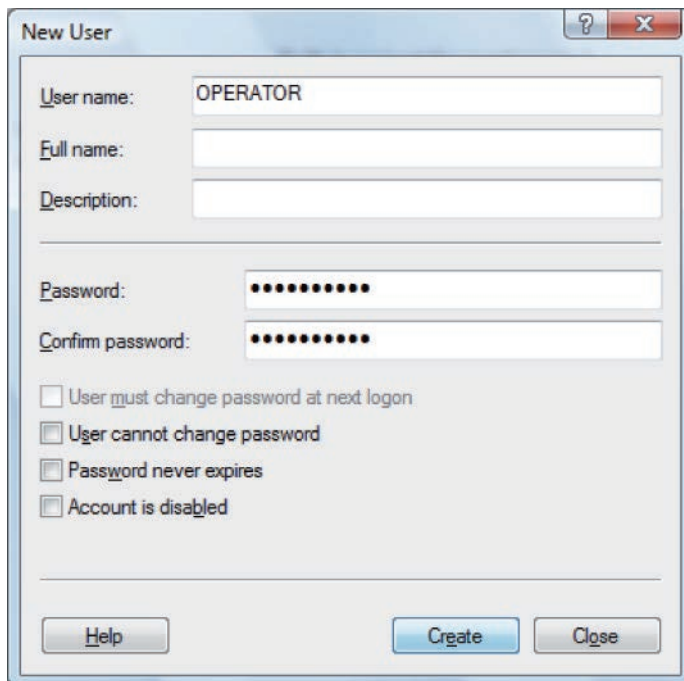 New User
User name: OPERATOR
Full name:
Description:
Password: ●●●●●●●●●●
Confirm password: ●●●●●●●●●●
User must change password at next logon
User cannot change password
Password never expires
Account is disabled
Help Create Close